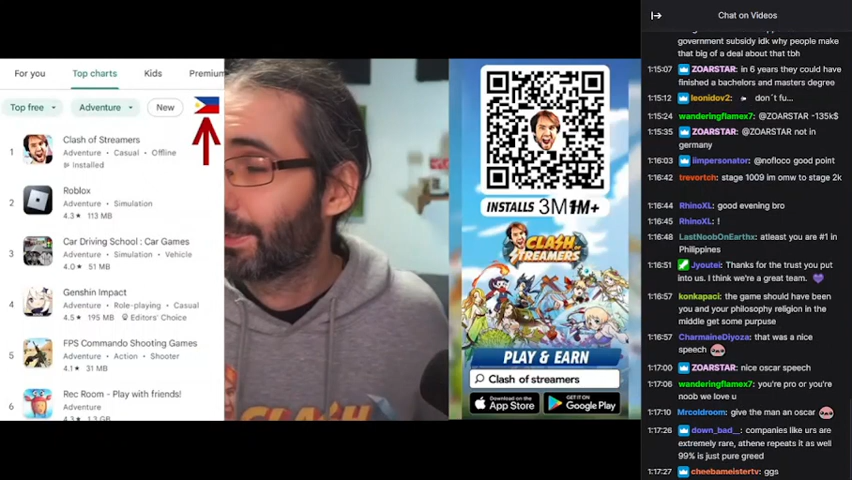 For you
Top charts
Kids
Premium
Top free
Adventure
New
1
Clash of Streamers
Adventure • Casual • Offline
Installed
2
Roblox
Adventure • Simulation
4.3★ 113 MB
3
Car Driving School : Car Games
Adventure • Simulation • Vehicle
4.0★ 51 MB
4
Genshin Impact
Adventure • Role-playing • Casual
4.5★ 195 MB Editors' Choice
5
FPS Commando Shooting Games
Adventure • Action • Shooter
4.1★ 31 MB
6
Rec Room - Play with friends!
Adventure
4.3★ 1.3 GB
CLASH
INSTALLS 3M 1M+
CLASH OF
STREAMERS
PLAY & EARN
Clash of streamers
Download on the
App Store
GET IT ON
Google Play
Chat on Videos
government subsidy idk why people make
that big of a deal about that tbh
1:15:07 ZOARSTAR: In 6 years they could have
finished a bachelors and masters degree
1:15:12 leonidov2: don´t fu...
1:15:24 wanderingflamex7: @ZOARSTAR -135k$
1:15:35 ZOARSTAR: @ZOARSTAR not in
germany
1:16:03 iimpersonator: @nofloco good point
1:16:42 trevortch: stage 1009 im omw to stage 2k
1:16:44 RhinoXL: good evening bro
1:16:45 RhinoXL: !
1:16:48 LastNoobOnEarthx: atleast you are #1 in
Philippines
1:16:51 Jyoutei: Thanks for the trust you put
into us. I think we're a great team.
1:16:57 konkapaci: the game should have been
you and your philosophy religion in the
middle get some purpuse
1:16:57 CharmaineDiyoza: that was a nice
speech
1:17:00 ZOARSTAR: nice oscar speech
1:17:06 wanderingflamex7: you're pro or you're
noob we love u
1:17:10 Mrcoldroom: give the man an oscar
1:17:26 down_bad__: companies like urs are
extremely rare, athene repeats it as well
99% is just pure greed
1:17:27 cheebameistertv: ggs